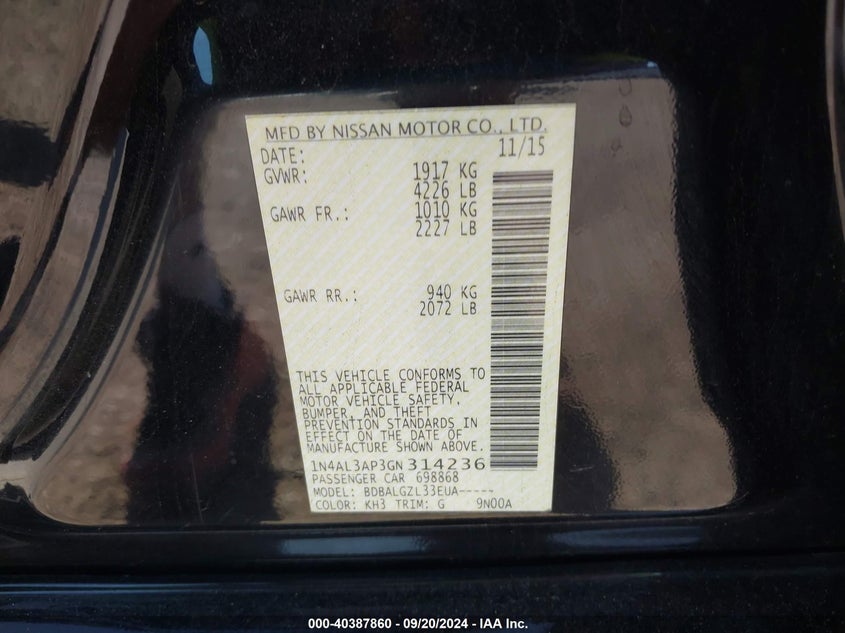 MFD BY NISSAN MOTOR CO., LTD.
DATE: 11/15
GVWR: 1917 KG
4226 LB
GAWR FR.: 1010 KG
2227 LB
GAWR RR.: 940 KG
2072 LB
THIS VEHICLE CONFORMS TO
ALL APPLICABLE FEDERAL
MOTOR VEHICLE SAFETY,
BUMPER, AND THEFT
PREVENTION STANDARDS IN
EFFECT ON THE DATE OF
MANUFACTURE SHOWN ABOVE.
1N4AL3AP3GN314236
PASSENGER CAR 698868
MODEL: BDBALGZL33EUA-----
COLOR: KH3 TRIM: G 9N00A
000-40387860 - 09/20/2024 - IAA Inc.